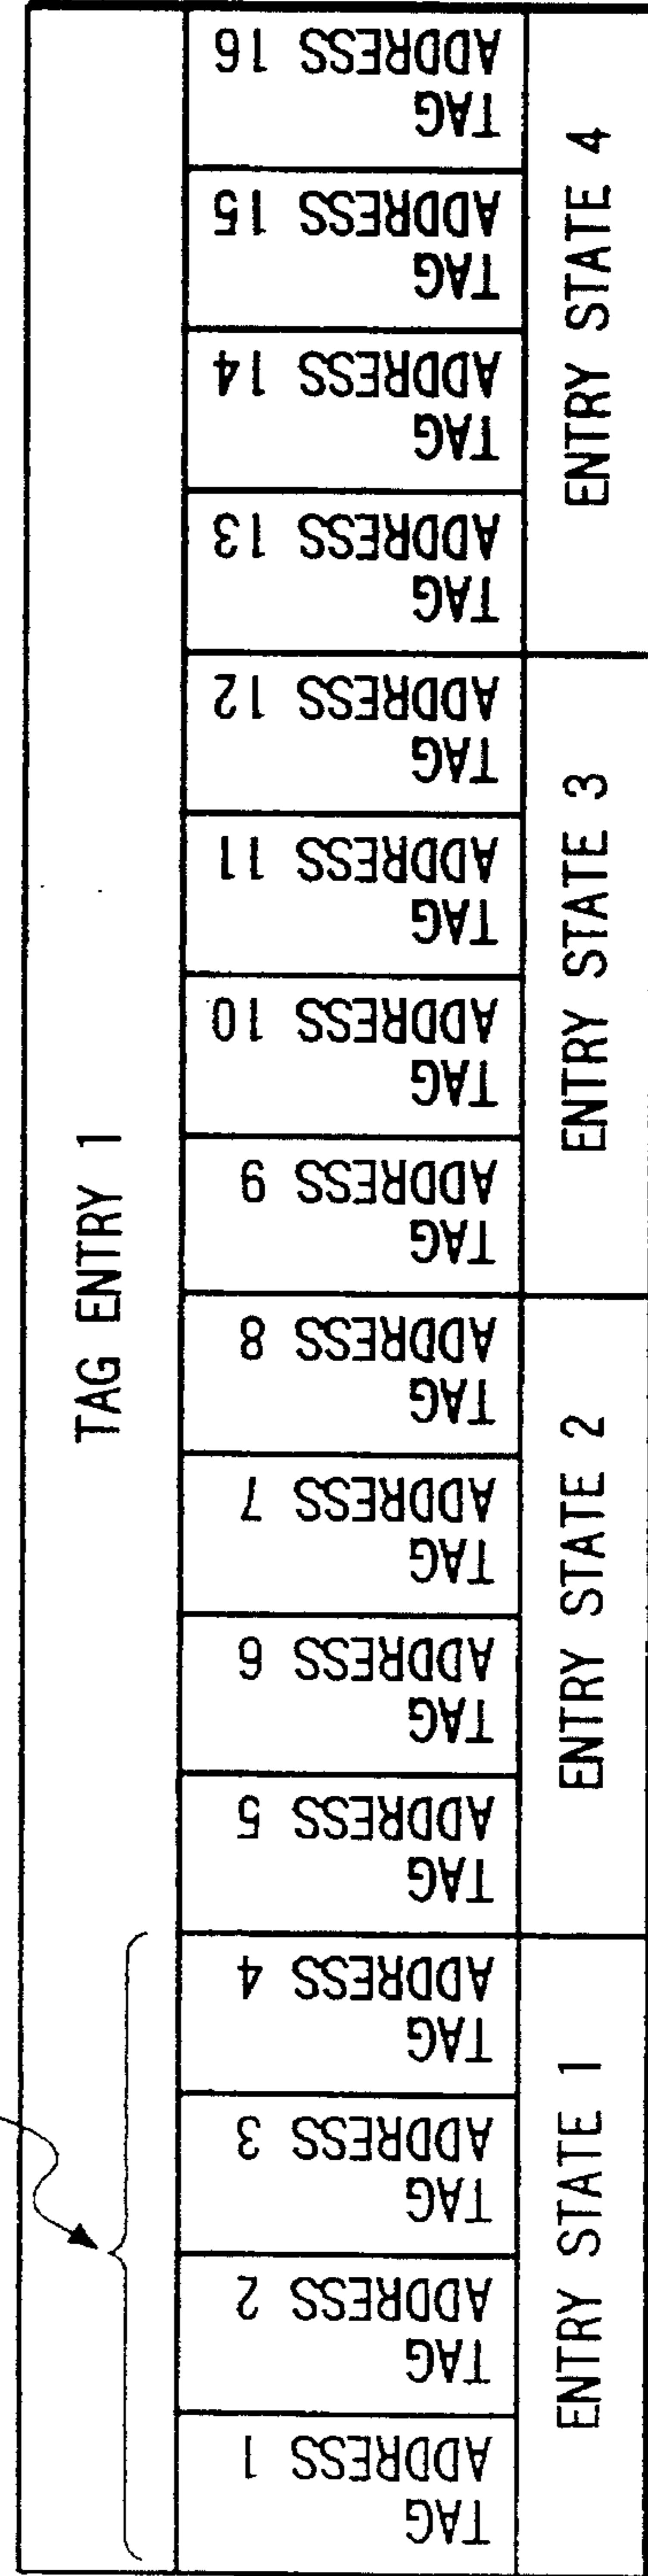 TAG ENTRY 1
TAG
ADDRESS 1
TAG
ADDRESS 2
TAG
ADDRESS 3
TAG
ADDRESS 4
TAG
ADDRESS 5
TAG
ADDRESS 6
TAG
ADDRESS 7
TAG
ADDRESS 8
TAG
ADDRESS 9
TAG
ADDRESS 10
TAG
ADDRESS 11
TAG
ADDRESS 12
TAG
ADDRESS 13
TAG
ADDRESS 14
TAG
ADDRESS 15
TAG
ADDRESS 16
ENTRY STATE 1
ENTRY STATE 2
ENTRY STATE 3
ENTRY STATE 4